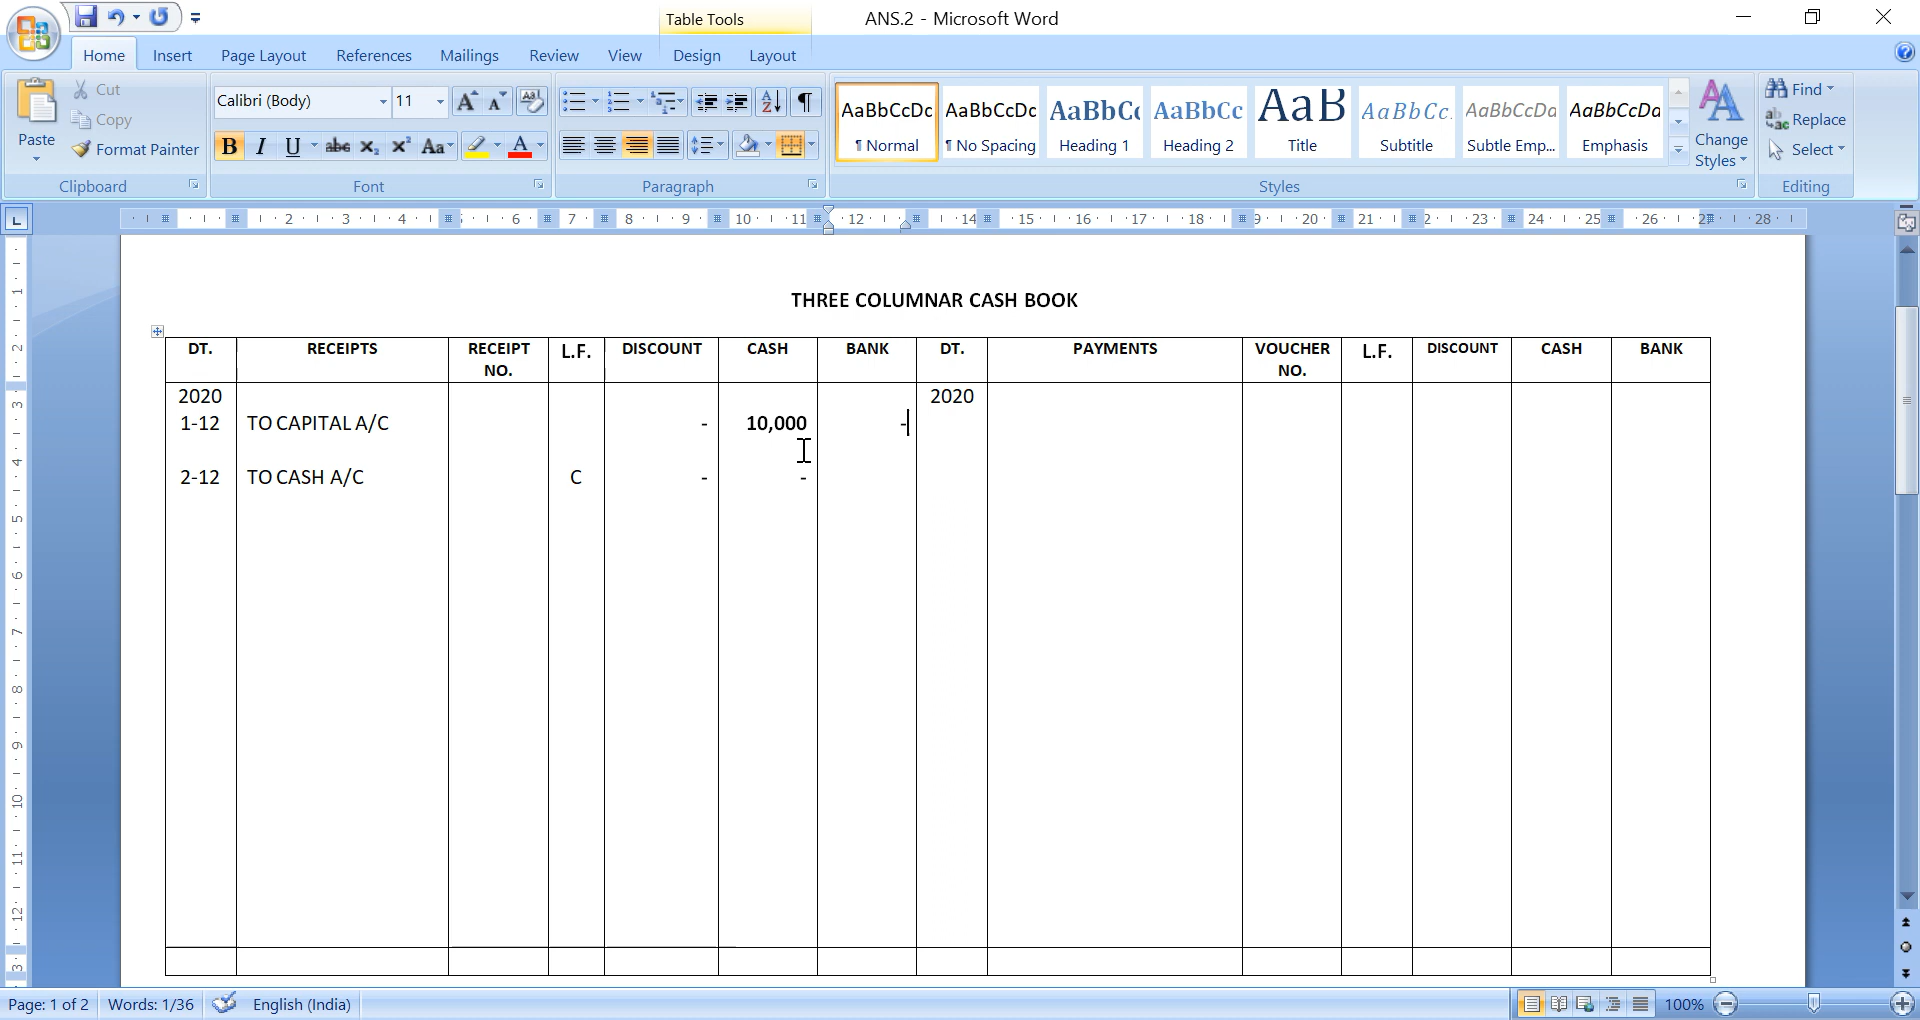 Table Tools
ANS.2 - Microsoft Word
Home Insert Page Layout References Mailings Review View Design Layout
Paste
Cut
Copy
Format Painter
Clipboard
Calibri (Body) 11
Font
Paragraph
AaBbCcDc AaBbCcDc AaBbCc AaBbCc AaB AaBbCc. AaBbCcDd AaBbCcDd
¶ Normal ¶ No Spacing Heading 1 Heading 2 Title Subtitle Subtle Emp... Emphasis
Change Styles
Styles
Find
Replace
Select
Editing
THREE COLUMNAR CASH BOOK
DT. RECEIPTS RECEIPT NO. L.F. DISCOUNT CASH BANK DT. PAYMENTS VOUCHER NO. L.F. DISCOUNT CASH BANK
2020 2020
1-12 TO CAPITAL A/C - 10,000 -
2-12 TO CASH A/C C - -
Page: 1 of 2 Words: 1/36 English (India) 100%